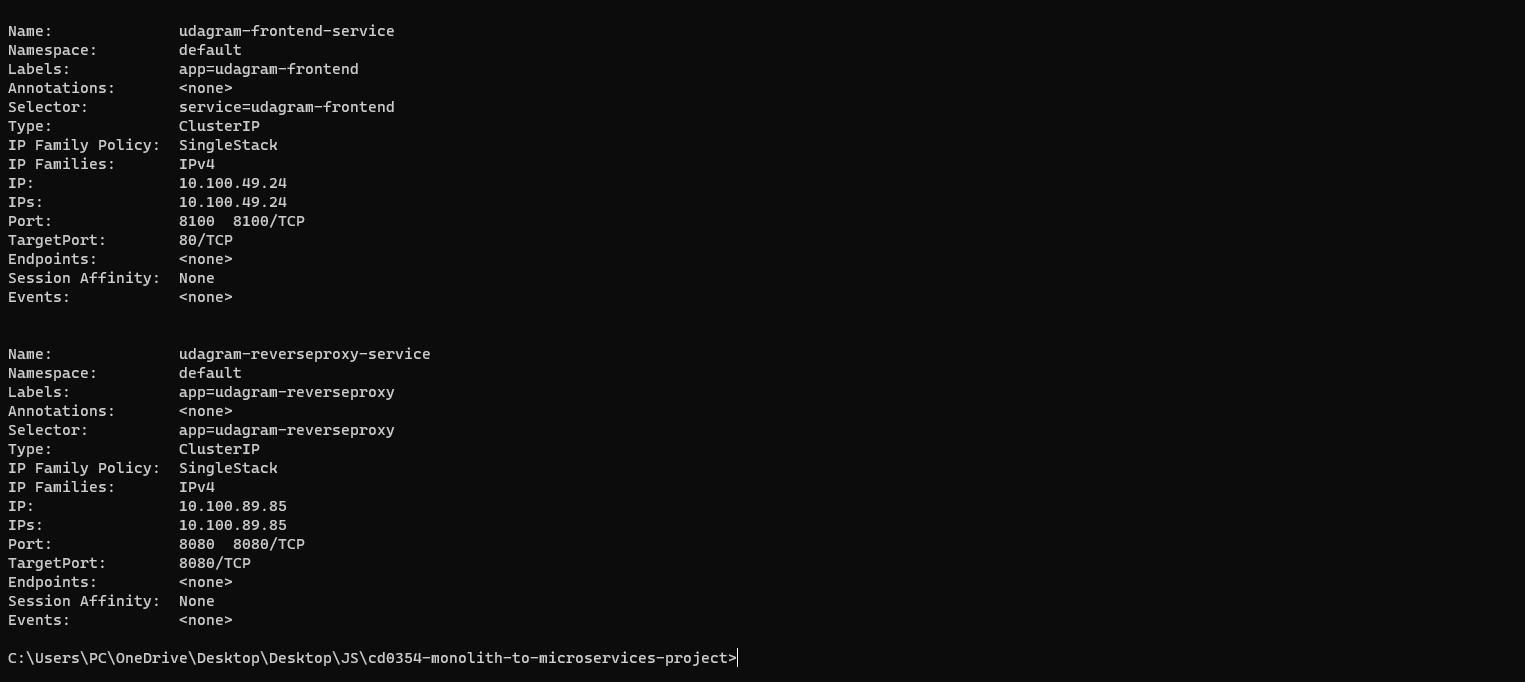 Name:              udagram-frontend-service
Namespace:         default
Labels:            app=udagram-frontend
Annotations:       <none>
Selector:          service=udagram-frontend
Type:              ClusterIP
IP Family Policy:  SingleStack
IP Families:       IPv4
IP:                10.100.49.24
IPs:               10.100.49.24
Port:              8100  8100/TCP
TargetPort:        80/TCP
Endpoints:         <none>
Session Affinity:  None
Events:            <none>
Name:              udagram-reverseproxy-service
Namespace:         default
Labels:            app=udagram-reverseproxy
Annotations:       <none>
Selector:          app=udagram-reverseproxy
Type:              ClusterIP
IP Family Policy:  SingleStack
IP Families:       IPv4
IP:                10.100.89.85
IPs:               10.100.89.85
Port:              8080  8080/TCP
TargetPort:        8080/TCP
Endpoints:         <none>
Session Affinity:  None
Events:            <none>
C:\Users\PC\OneDrive\Desktop\Desktop\JS\cd0354-monolith-to-microservices-project>